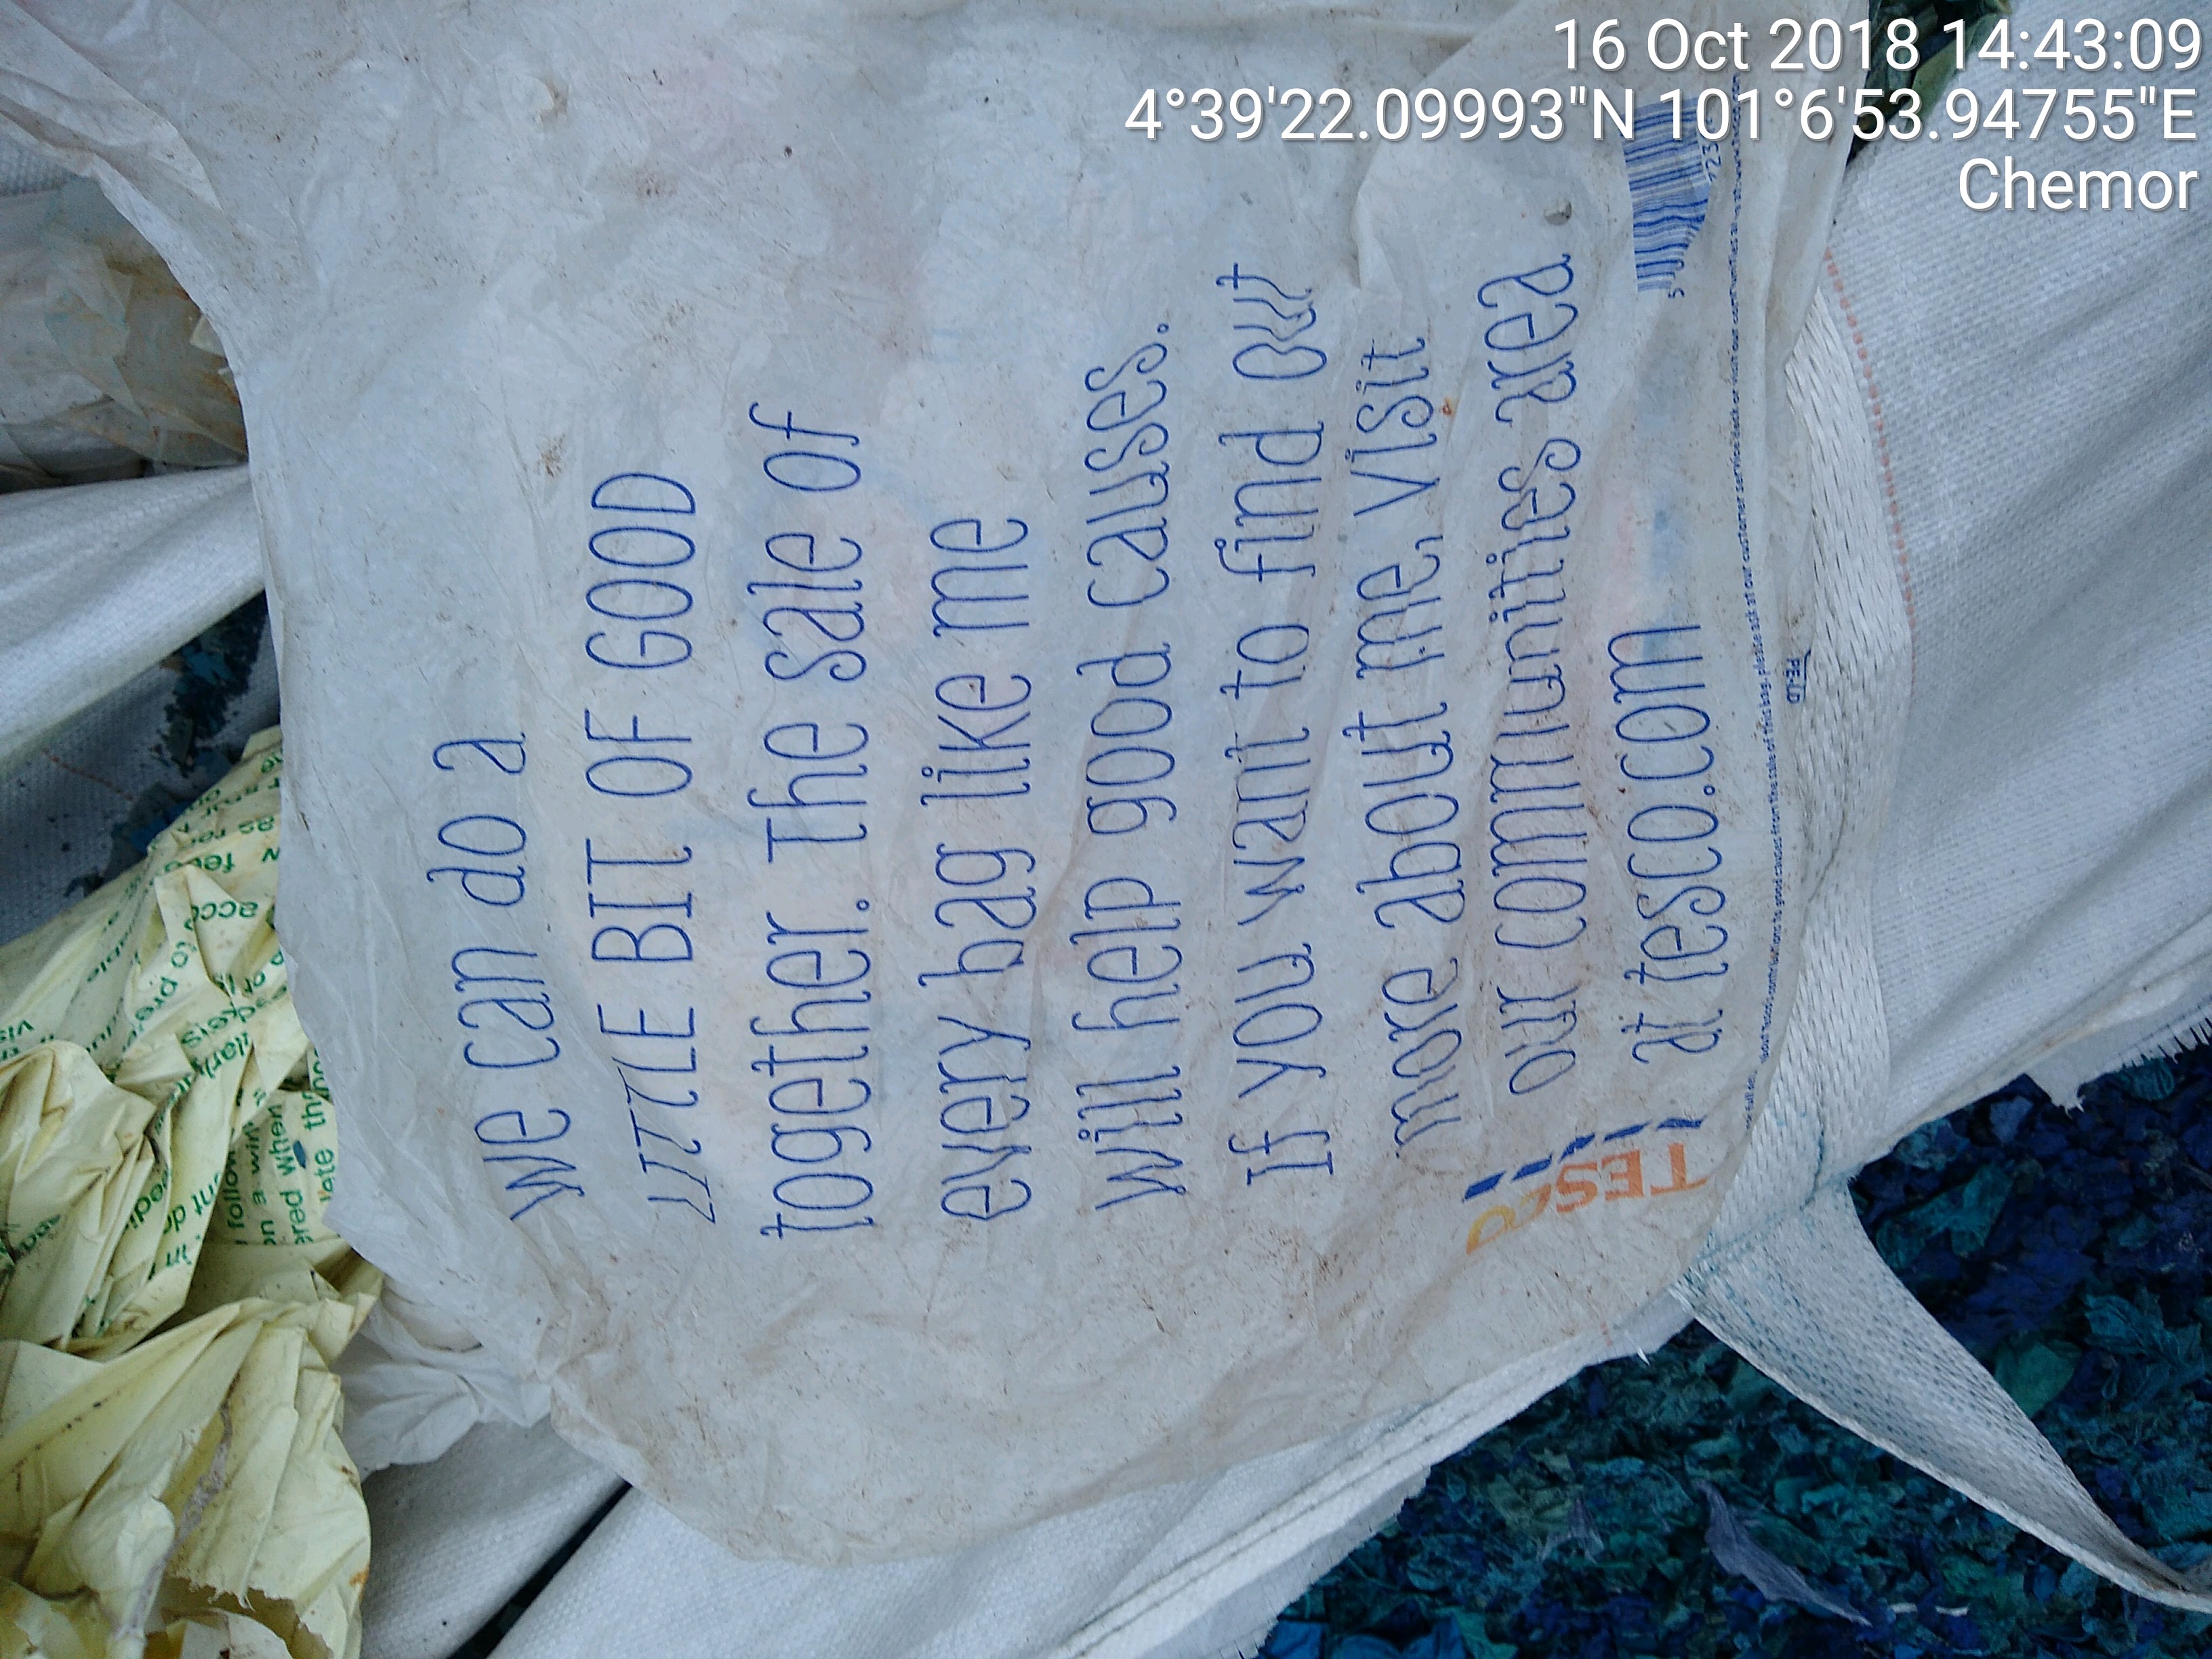 16 Oct 2018 14:43:09
4°39'22.09993"N 101°6'53.94755"E
Chemor
we can do a
LITTLE BIT OF GOOD
together. The sale of
every bag like me
will help good causes.
If you want to find out
more about me, visit
our communities area
at tesco.com
TESCO
PE-LD